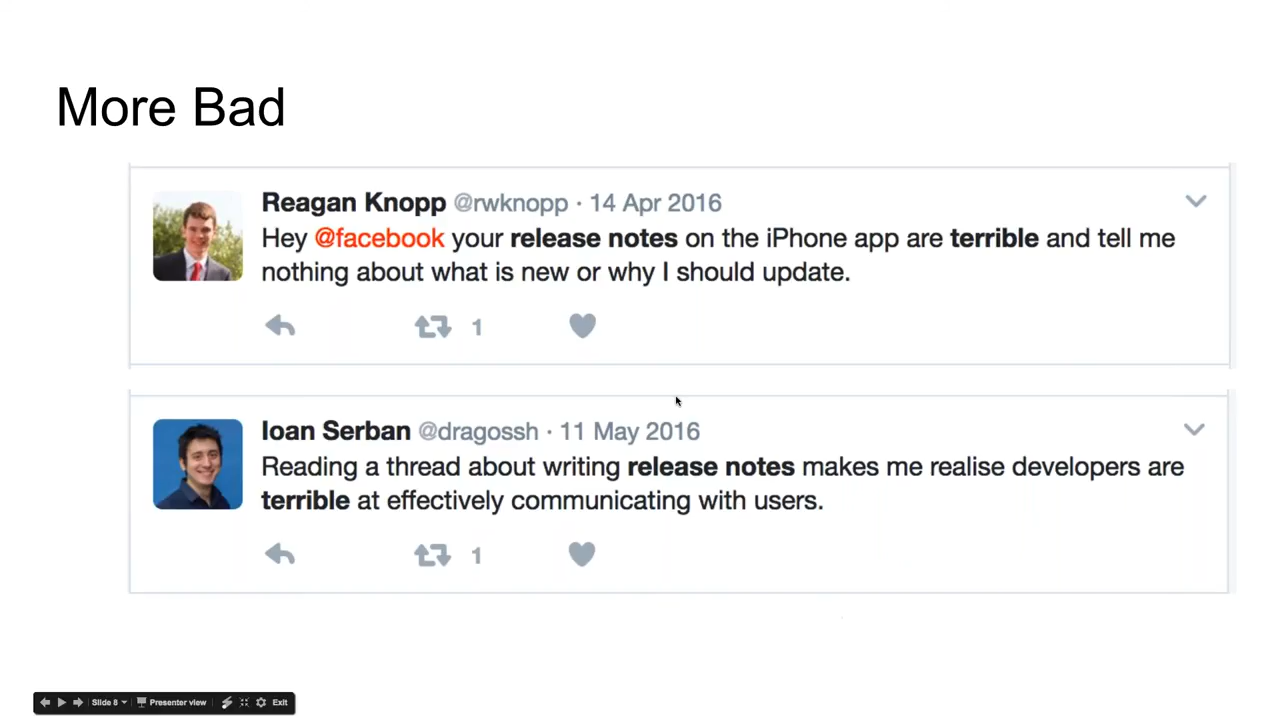 More Bad
Reagan Knopp @rwknopp · 14 Apr 2016
Hey @facebook your release notes on the iPhone app are terrible and tell me
nothing about what is new or why I should update.
1
Ioan Serban @dragossh · 11 May 2016
Reading a thread about writing release notes makes me realise developers are
terrible at effectively communicating with users.
1
Slide 8 Presenter view Exit